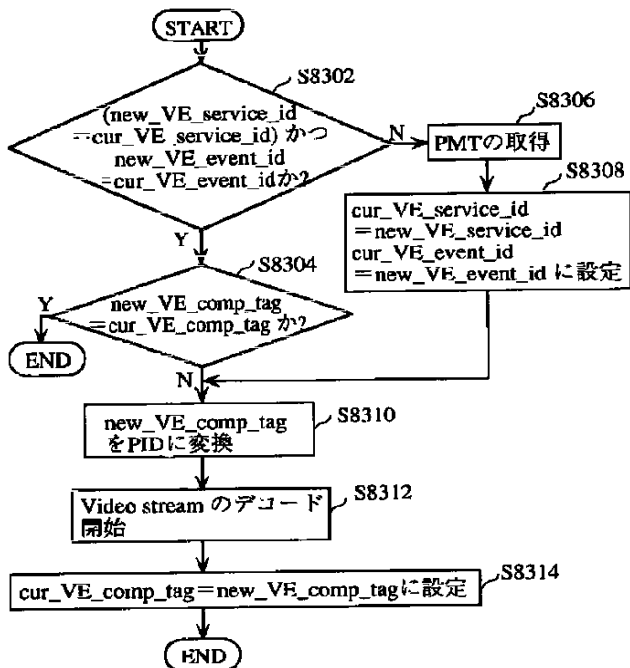 START
S8302
(new_VE_service_id
=cur_VE_service_id) かつ
new_VE_event_id
=cur_VE_event_idか?
N
S8306
PMTの取得
S8308
cur_VE_service_id
=new_VE_service_id
cur_VE_event_id
=new_VE_event_id に設定
Y
S8304
new_VE_comp_tag
=cur_VE_comp_tag か?
Y
END
N
S8310
new_VE_comp_tag
をPIDに変換
S8312
Video stream のデコード
開始
S8314
cur_VE_comp_tag=new_VE_comp_tagに設定
END